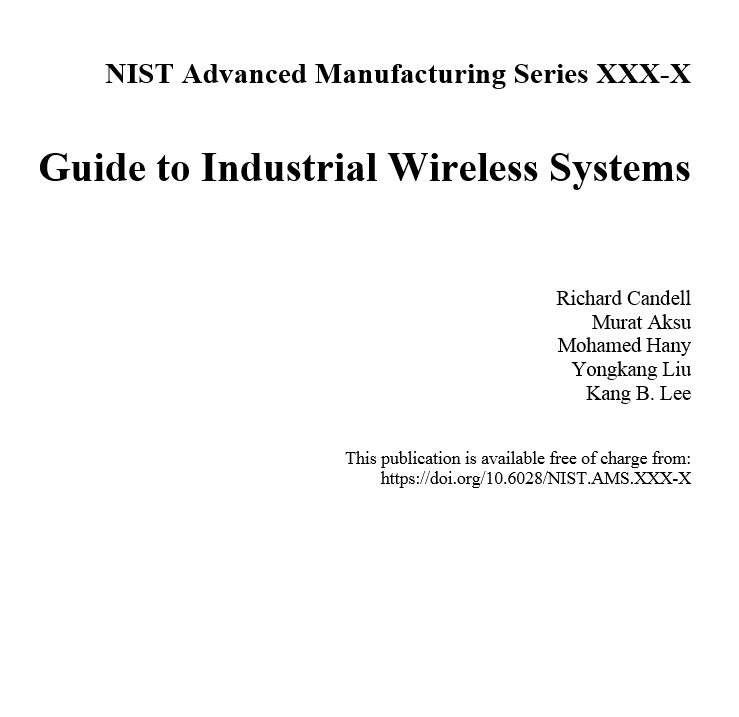 NIST Advanced Manufacturing Series XXX-X
Guide to Industrial Wireless Systems
Richard Candell
Murat Aksu
Mohamed Hany
Yongkang Liu
Kang B. Lee
This publication is available free of charge from:
https://doi.org/10.6028/NIST.AMS.XXX-X